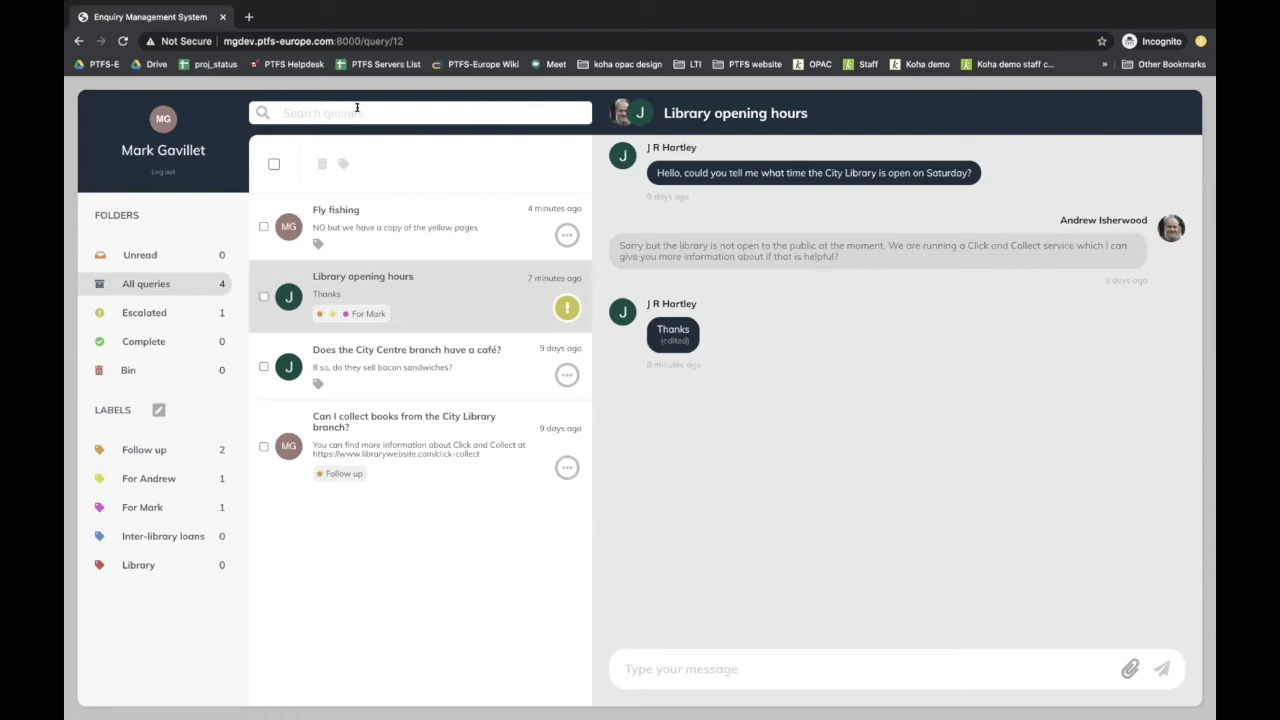 Enquiry Management System
Not Secure mgdev.ptfs-europe.com:8000/query/12
Incognito
PTFS-E Drive proj_status PTFS Helpdesk PTFS Servers List PTFS-Europe Wiki Meet koha opac design LTI PTFS website OPAC Staff Koha demo Koha demo staff c... » Other Bookmarks
MG
Mark Gavillet
Log out
FOLDERS
Unread 0
All queries 4
Escalated 1
Complete 0
Bin 0
LABELS
Follow up 2
For Andrew 1
For Mark 1
Inter-library loans 0
Library 0
Search queries
MG
Fly fishing 4 minutes ago
NO but we have a copy of the yellow pages
J
Library opening hours 7 minutes ago
Thanks
For Mark
J
Does the City Centre branch have a café? 9 days ago
If so, do they sell bacon sandwiches?
MG
Can I collect books from the City Library
branch?
9 days ago
You can find more information about Click and Collect at
https://www.librarywebsite.com/click-collect
Follow up
J
Library opening hours
J
J R Hartley
Hello, could you tell me what time the City Library is open on Saturday?
9 days ago
Andrew Isherwood
Sorry but the library is not open to the public at the moment. We are running a Click and Collect service which I can
give you more information about if that is helpful?
9 days ago
J
J R Hartley
Thanks
(edited)
8 minutes ago
Type your message